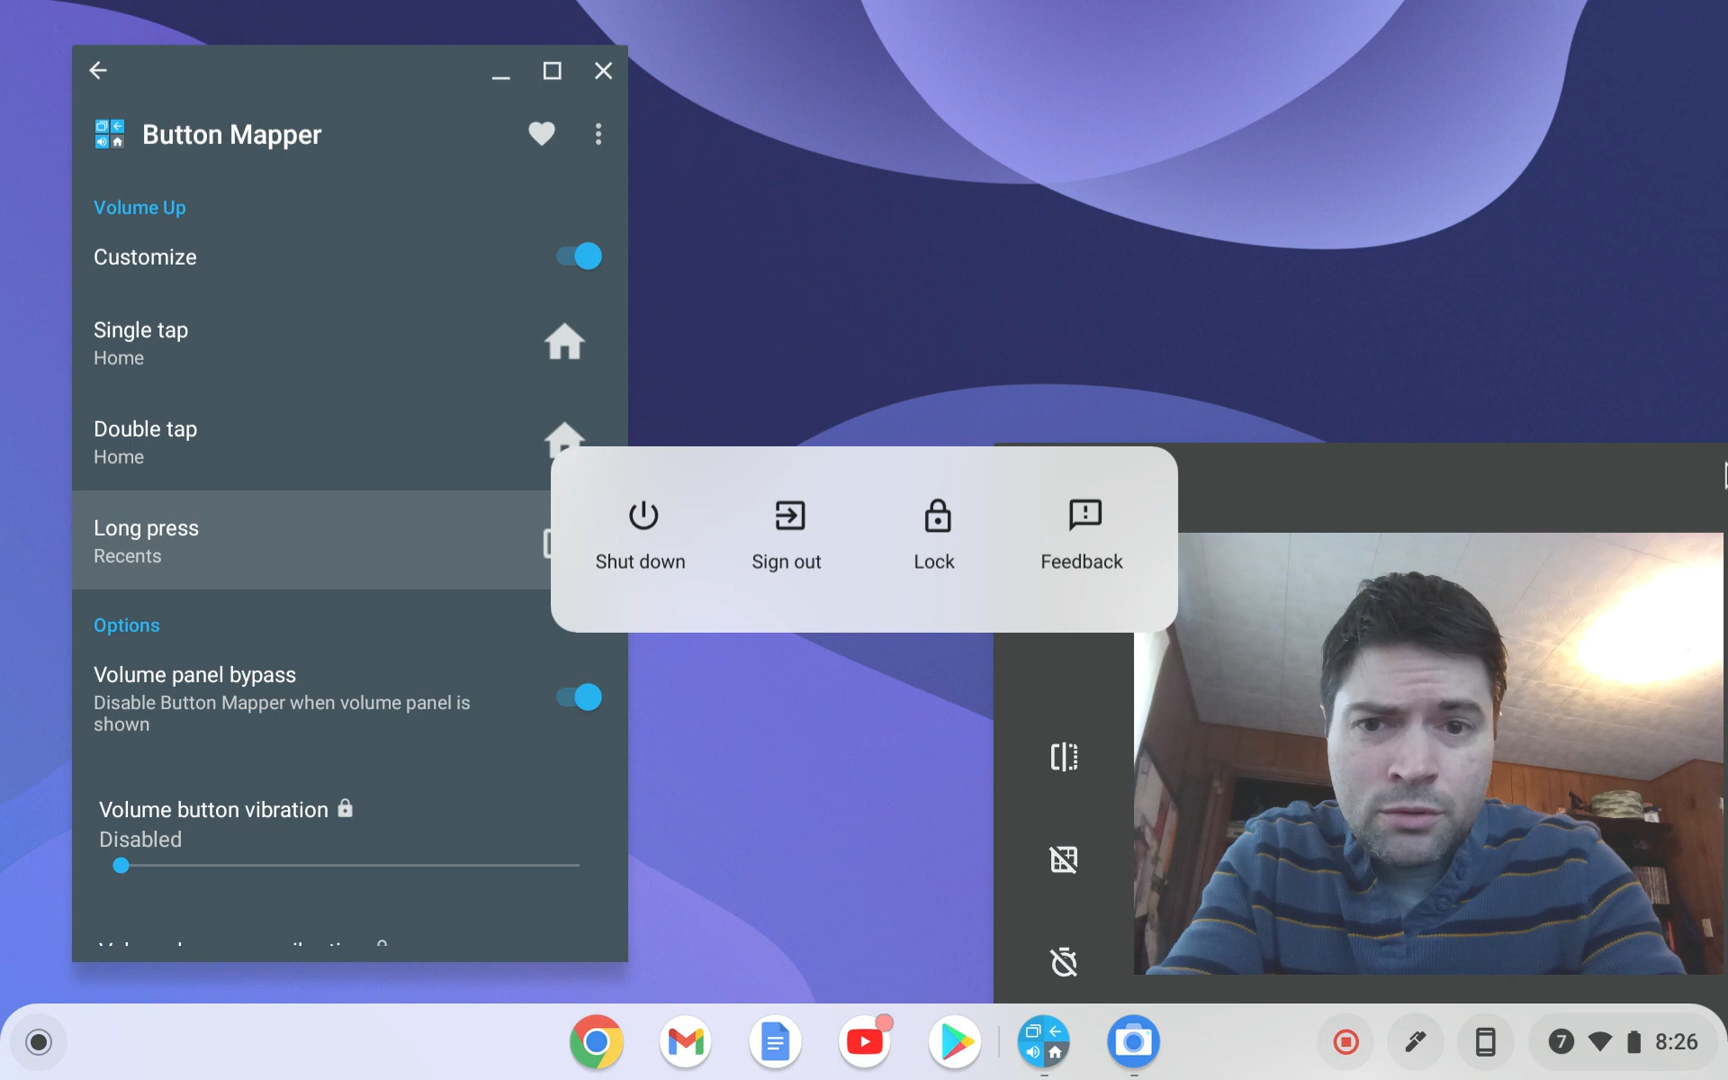 Button Mapper
Volume Up
Customize
Single tap
Home
Double tap
Home
Long press
Recents
Options
Volume panel bypass
Disable Button Mapper when volume panel is
shown
Volume button vibration
Disabled
Shut down
Sign out
Lock
Feedback
7
8:26